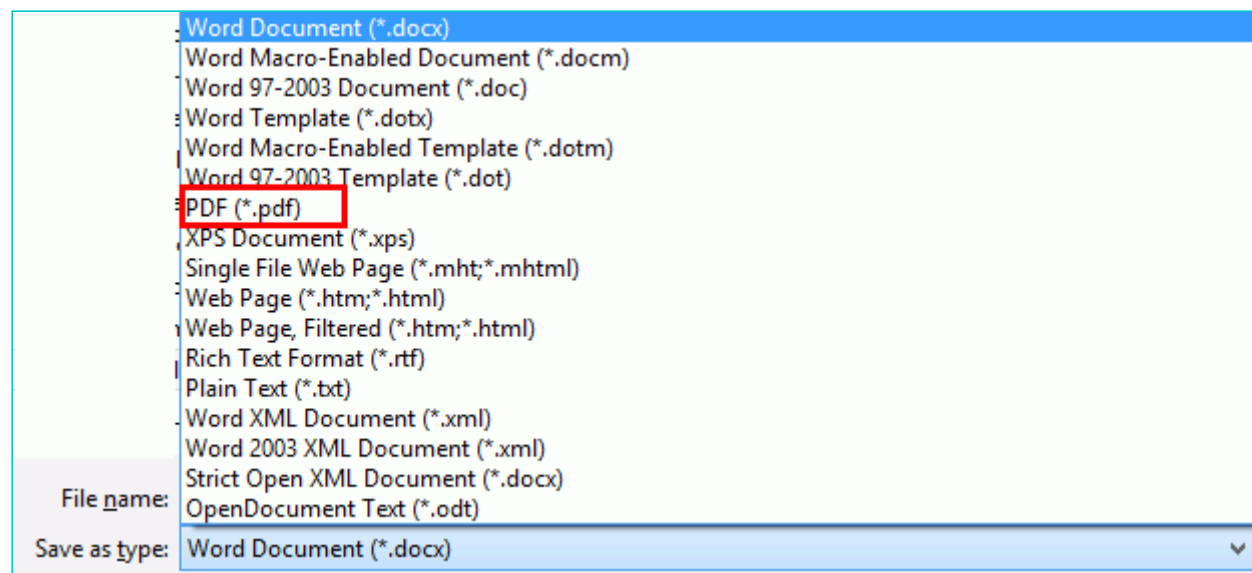 Word Document (*.docx)
Word Macro-Enabled Document (*.docm)
Word 97-2003 Document (*.doc)
Word Template (*.dotx)
Word Macro-Enabled Template (*.dotm)
Word 97-2003 Template (*.dot)
PDF (*.pdf)
XPS Document (*.xps)
Single File Web Page (*.mht;*.mhtml)
Web Page (*.htm;*.html)
Web Page, Filtered (*.htm;*.html)
Rich Text Format (*.rtf)
Plain Text (*.txt)
Word XML Document (*.xml)
Word 2003 XML Document (*.xml)
Strict Open XML Document (*.docx)
OpenDocument Text (*.odt)
File name:
Save as type: Word Document (*.docx)